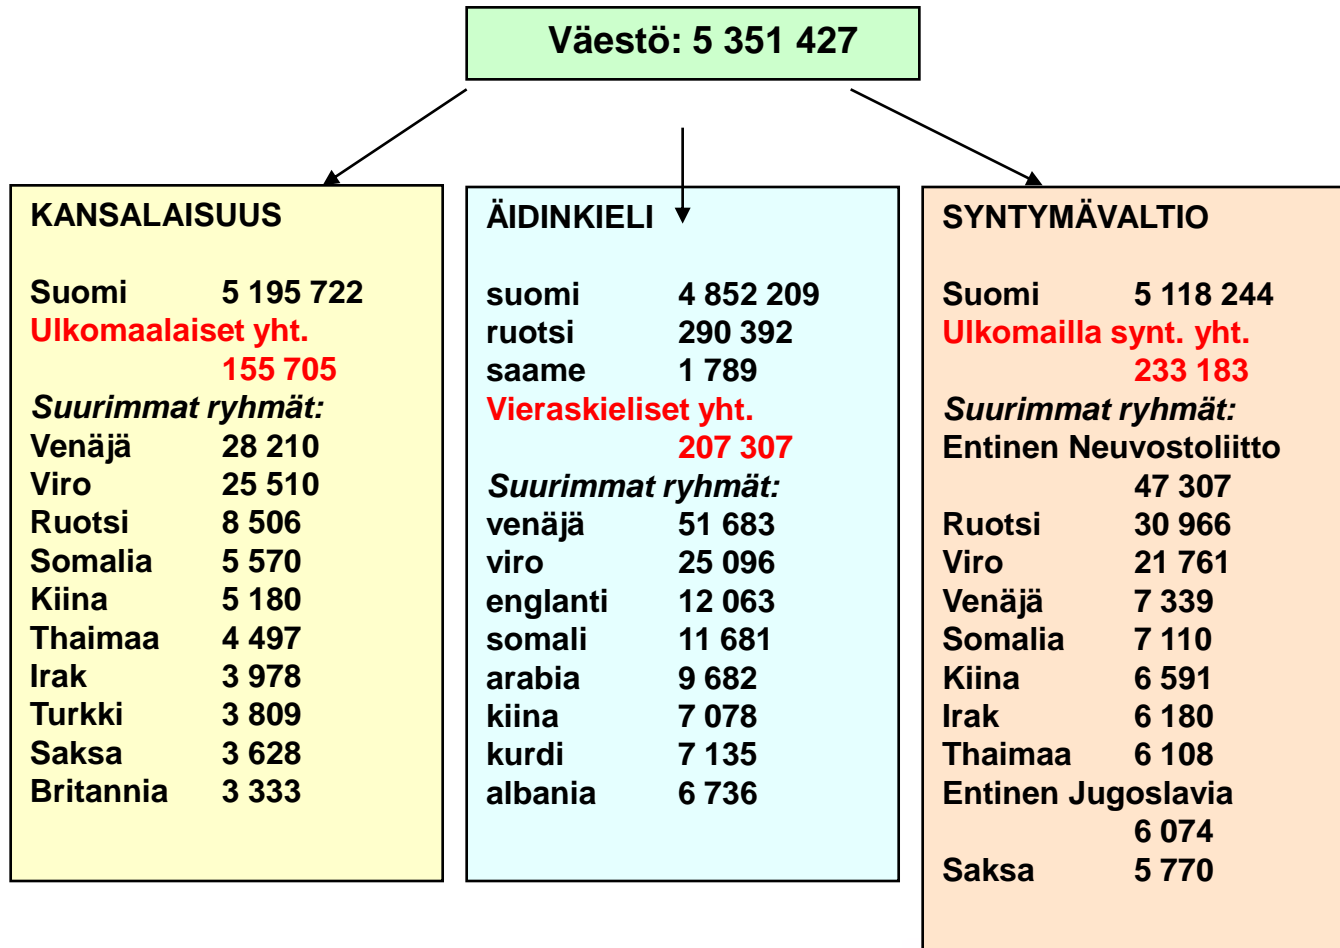 Väestö: 5 351 427
KANSALAISUUS
Suomi 5 195 722
Ulkomaalaiset yht.
155 705
Suurimmat ryhmät:
Venäjä 28 210
Viro 25 510
Ruotsi 8 506
Somalia 5 570
Kiina 5 180
Thaimaa 4 497
Irak 3 978
Turkki 3 809
Saksa 3 628
Britannia 3 333
ÄIDINKIELI
suomi 4 852 209
ruotsi 290 392
saame 1 789
Vieraskieliset yht.
207 307
Suurimmat ryhmät:
venäjä 51 683
viro 25 096
englanti 12 063
somali 11 681
arabia 9 682
kiina 7 078
kurdi 7 135
albania 6 736
SYNTYMÄVALTIO
Suomi 5 118 244
Ulkomailla synt. yht.
233 183
Suurimmat ryhmät:
Entinen Neuvostoliitto
47 307
Ruotsi 30 966
Viro 21 761
Venäjä 7 339
Somalia 7 110
Kiina 6 591
Irak 6 180
Thaimaa 6 108
Entinen Jugoslavia
6 074
Saksa 5 770